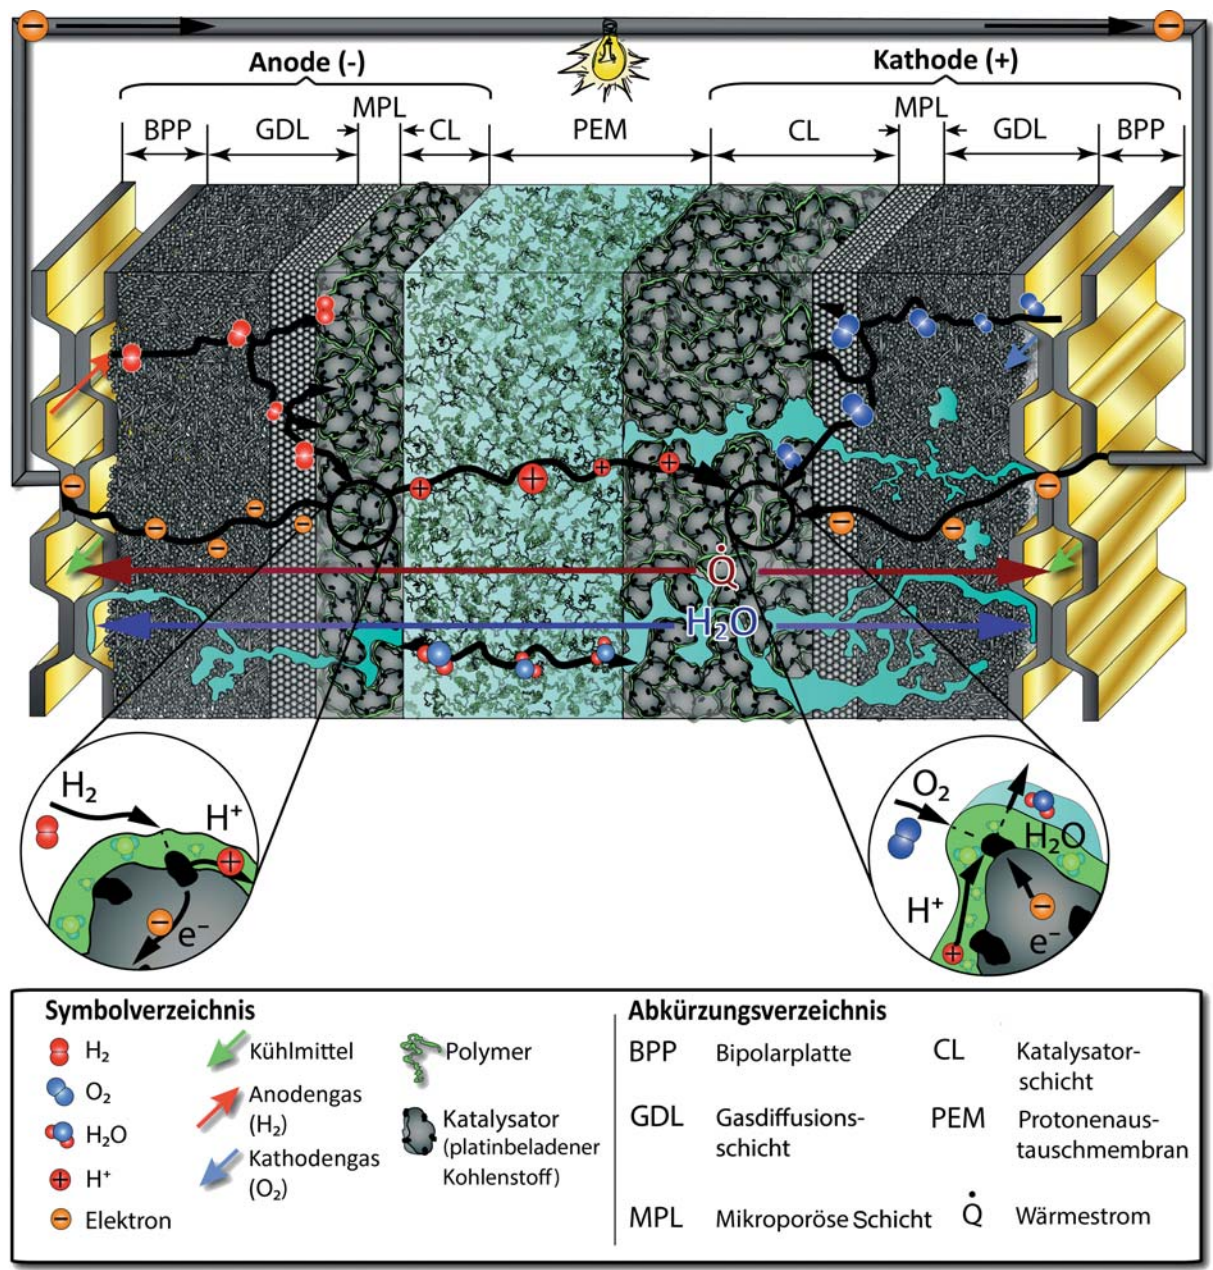 Anode (-)
Kathode (+)
MPL
MPL
BPP
GDL
CL
PEM
CL
GDL
BPP
Q̇
H₂O
H₂
H⁺
e⁻
O₂
H₂O
H⁺
e⁻
Symbolverzeichnis
H₂
O₂
H₂O
H⁺
Elektron
Kühlmittel
Anodengas
(H₂)
Kathodengas
(O₂)
Polymer
Katalysator
(platinbeladener
Kohlenstoff)
Abkürzungsverzeichnis
BPP Bipolarplatte
GDL Gasdiffusions-
schicht
MPL Mikroporöse Schicht
CL Katalysator-
schicht
PEM Protonenaus-
tauschmembran
Q̇ Wärmestrom